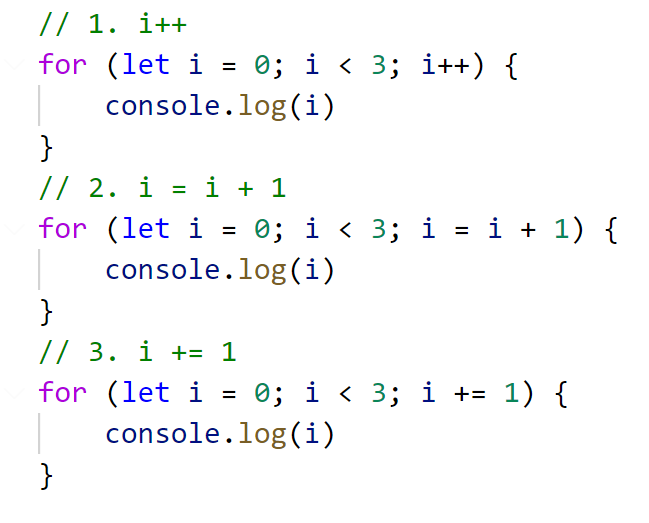 // 1. i++
for (let i = 0; i < 3; i++) {
    console.log(i)
}
// 2. i = i + 1
for (let i = 0; i < 3; i = i + 1) {
    console.log(i)
}
// 3. i += 1
for (let i = 0; i < 3; i += 1) {
    console.log(i)
}